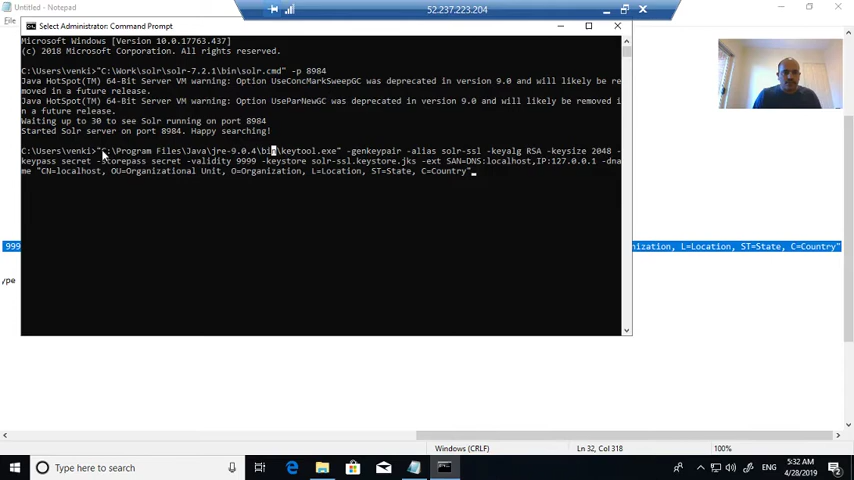 Untitled - Notepad
52.237.223.204
File
Select Administrator: Command Prompt
Microsoft Windows [Version 10.0.17763.437]
(c) 2018 Microsoft Corporation. All rights reserved.
C:\Users\venki>"C:\Work\solr\solr-7.2.1\bin\solr.cmd" -p 8984
Java HotSpot(TM) 64-Bit Server VM warning: Option UseConcMarkSweepGC was deprecated in version 9.0 and will likely be re
moved in a future release.
Java HotSpot(TM) 64-Bit Server VM warning: Option UseParNewGC was deprecated in version 9.0 and will likely be removed i
n a future release.
Waiting up to 30 to see Solr running on port 8984
Started Solr server on port 8984. Happy searching!
C:\Users\venki>"C:\Program Files\Java\jre-9.0.4\bin\keytool.exe" -genkeypair -alias solr-ssl -keyalg RSA -keysize 2048 -
keypass secret -storepass secret -validity 9999 -keystore solr-ssl.keystore.jks -ext SAN=DNS:localhost,IP:127.0.0.1 -dna
me "CN=localhost, OU=Organizational Unit, O=Organization, L=Location, ST=State, C=Country"
999
nization, L=Location, ST=State, C=Country"
ype
Windows (CRLF)
Ln 32, Col 318
100%
Type here to search
ENG
5:32 AM
4/28/2019
2